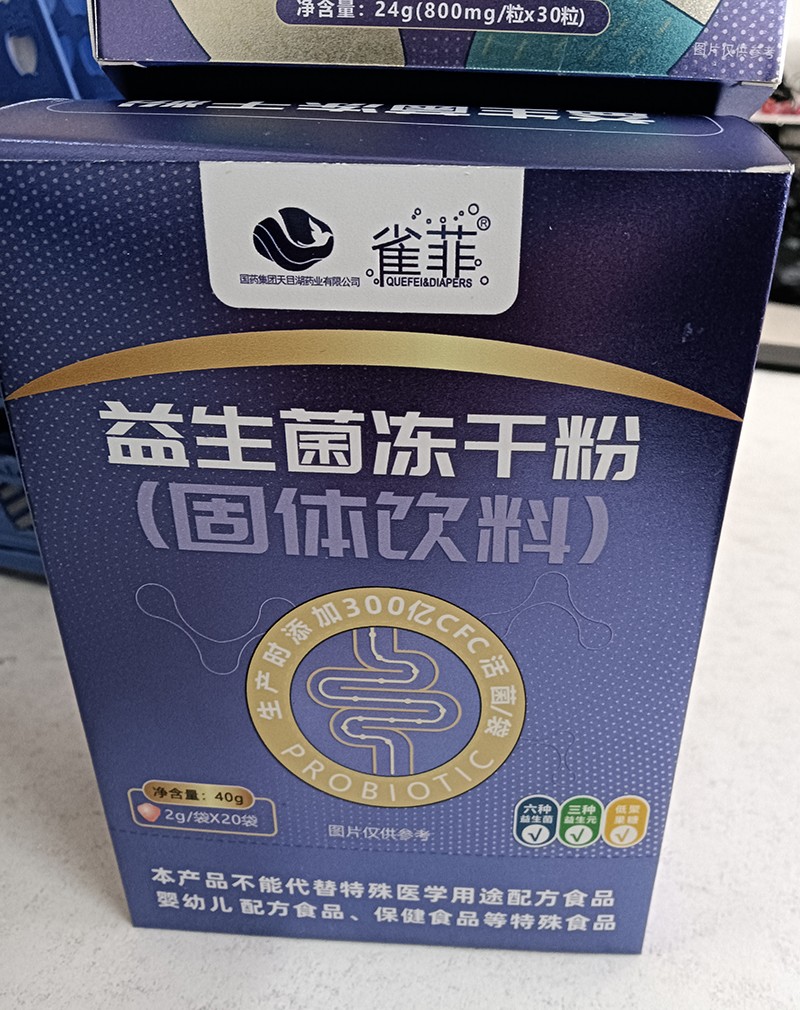 净含量：24g(800mg/粒x30粒)
图片仅供参考
益生菌冻干
国药集团天目湖药业有限公司
雀菲®
QUEFEI&DIAPERS
益生菌冻干粉
(固体饮料)
生产时添加300亿CFC活菌/袋
PROBIOTIC
净含量：40g
2g/袋X20袋
图片仅供参考
六种
益生菌
三种
益生元
低聚
果糖
本产品不能代替特殊医学用途配方食品
婴幼儿 配方食品、保健食品等特殊食品